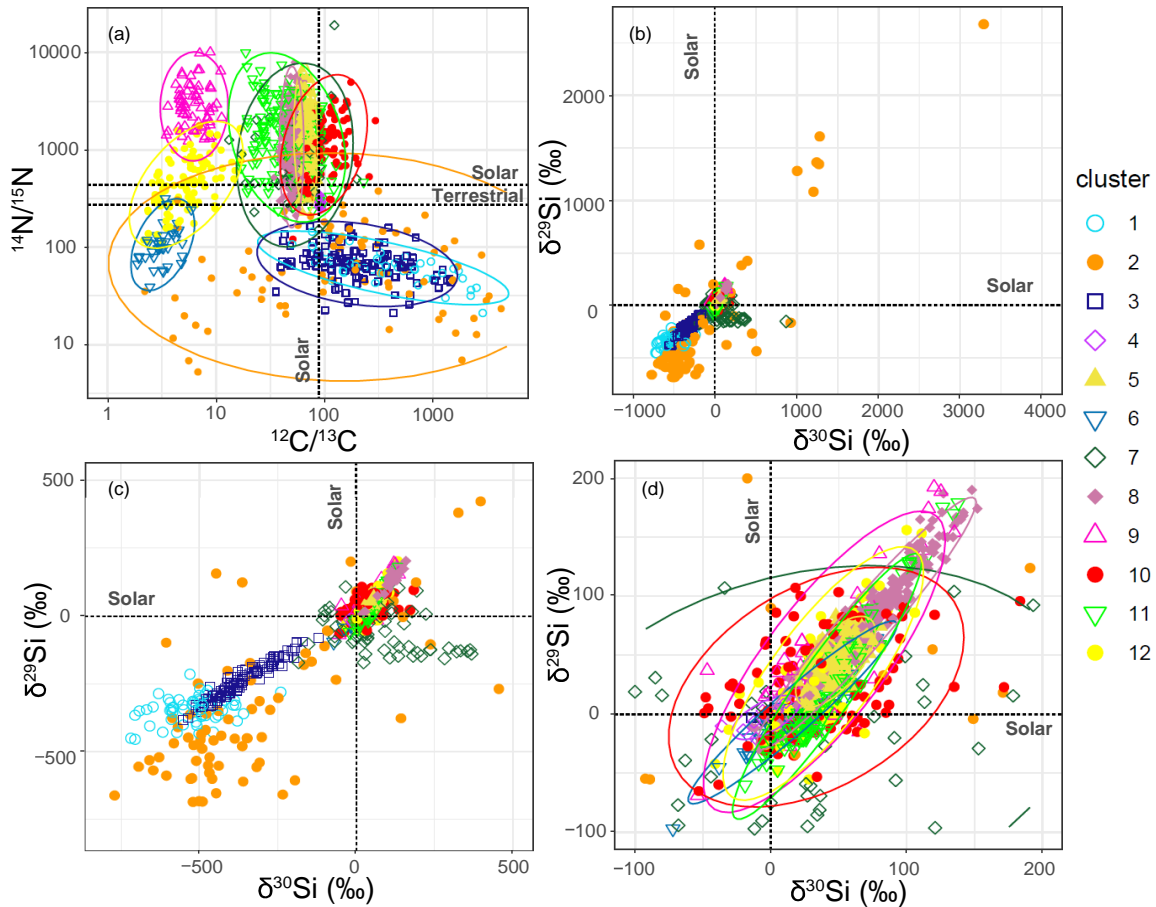 (a)
10000
1000
100
10
¹⁴N/¹⁵N
Solar
Terrestrial
Solar
1
10
100
1000
¹²C/¹³C
(b)
Solar
2000
1000
0
δ²⁹Si (‰)
Solar
−1000
0
1000
2000
3000
4000
δ³⁰Si (‰)
(c)
500
0
−500
δ²⁹Si (‰)
Solar
Solar
−500
0
500
δ³⁰Si (‰)
(d)
200
100
0
−100
δ²⁹Si (‰)
Solar
Solar
−100
0
100
200
δ³⁰Si (‰)
cluster
1
2
3
4
5
6
7
8
9
10
11
12